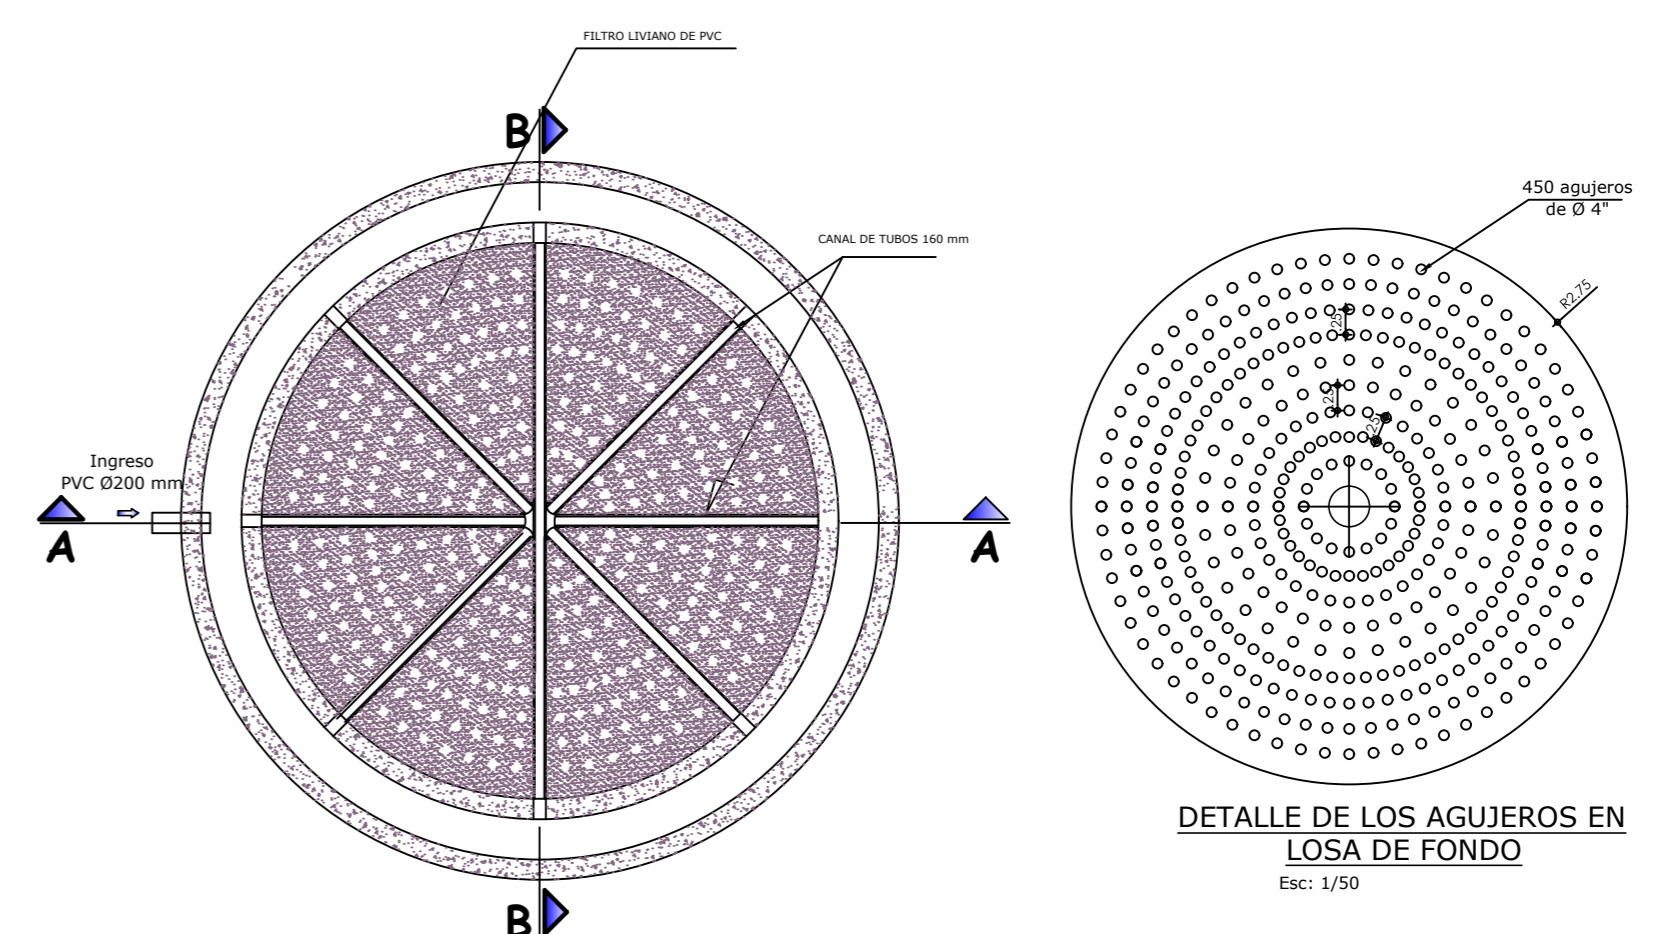 FILTRO LIVIANO DE PVC
B
CANAL DE TUBOS 160 mm
Ingreso
PVC Ø200 mm
A
A
B
450 agujeros
de Ø 4"
R2.75
.25
.25
.25
DETALLE DE LOS AGUJEROS EN
LOSA DE FONDO
Esc: 1/50